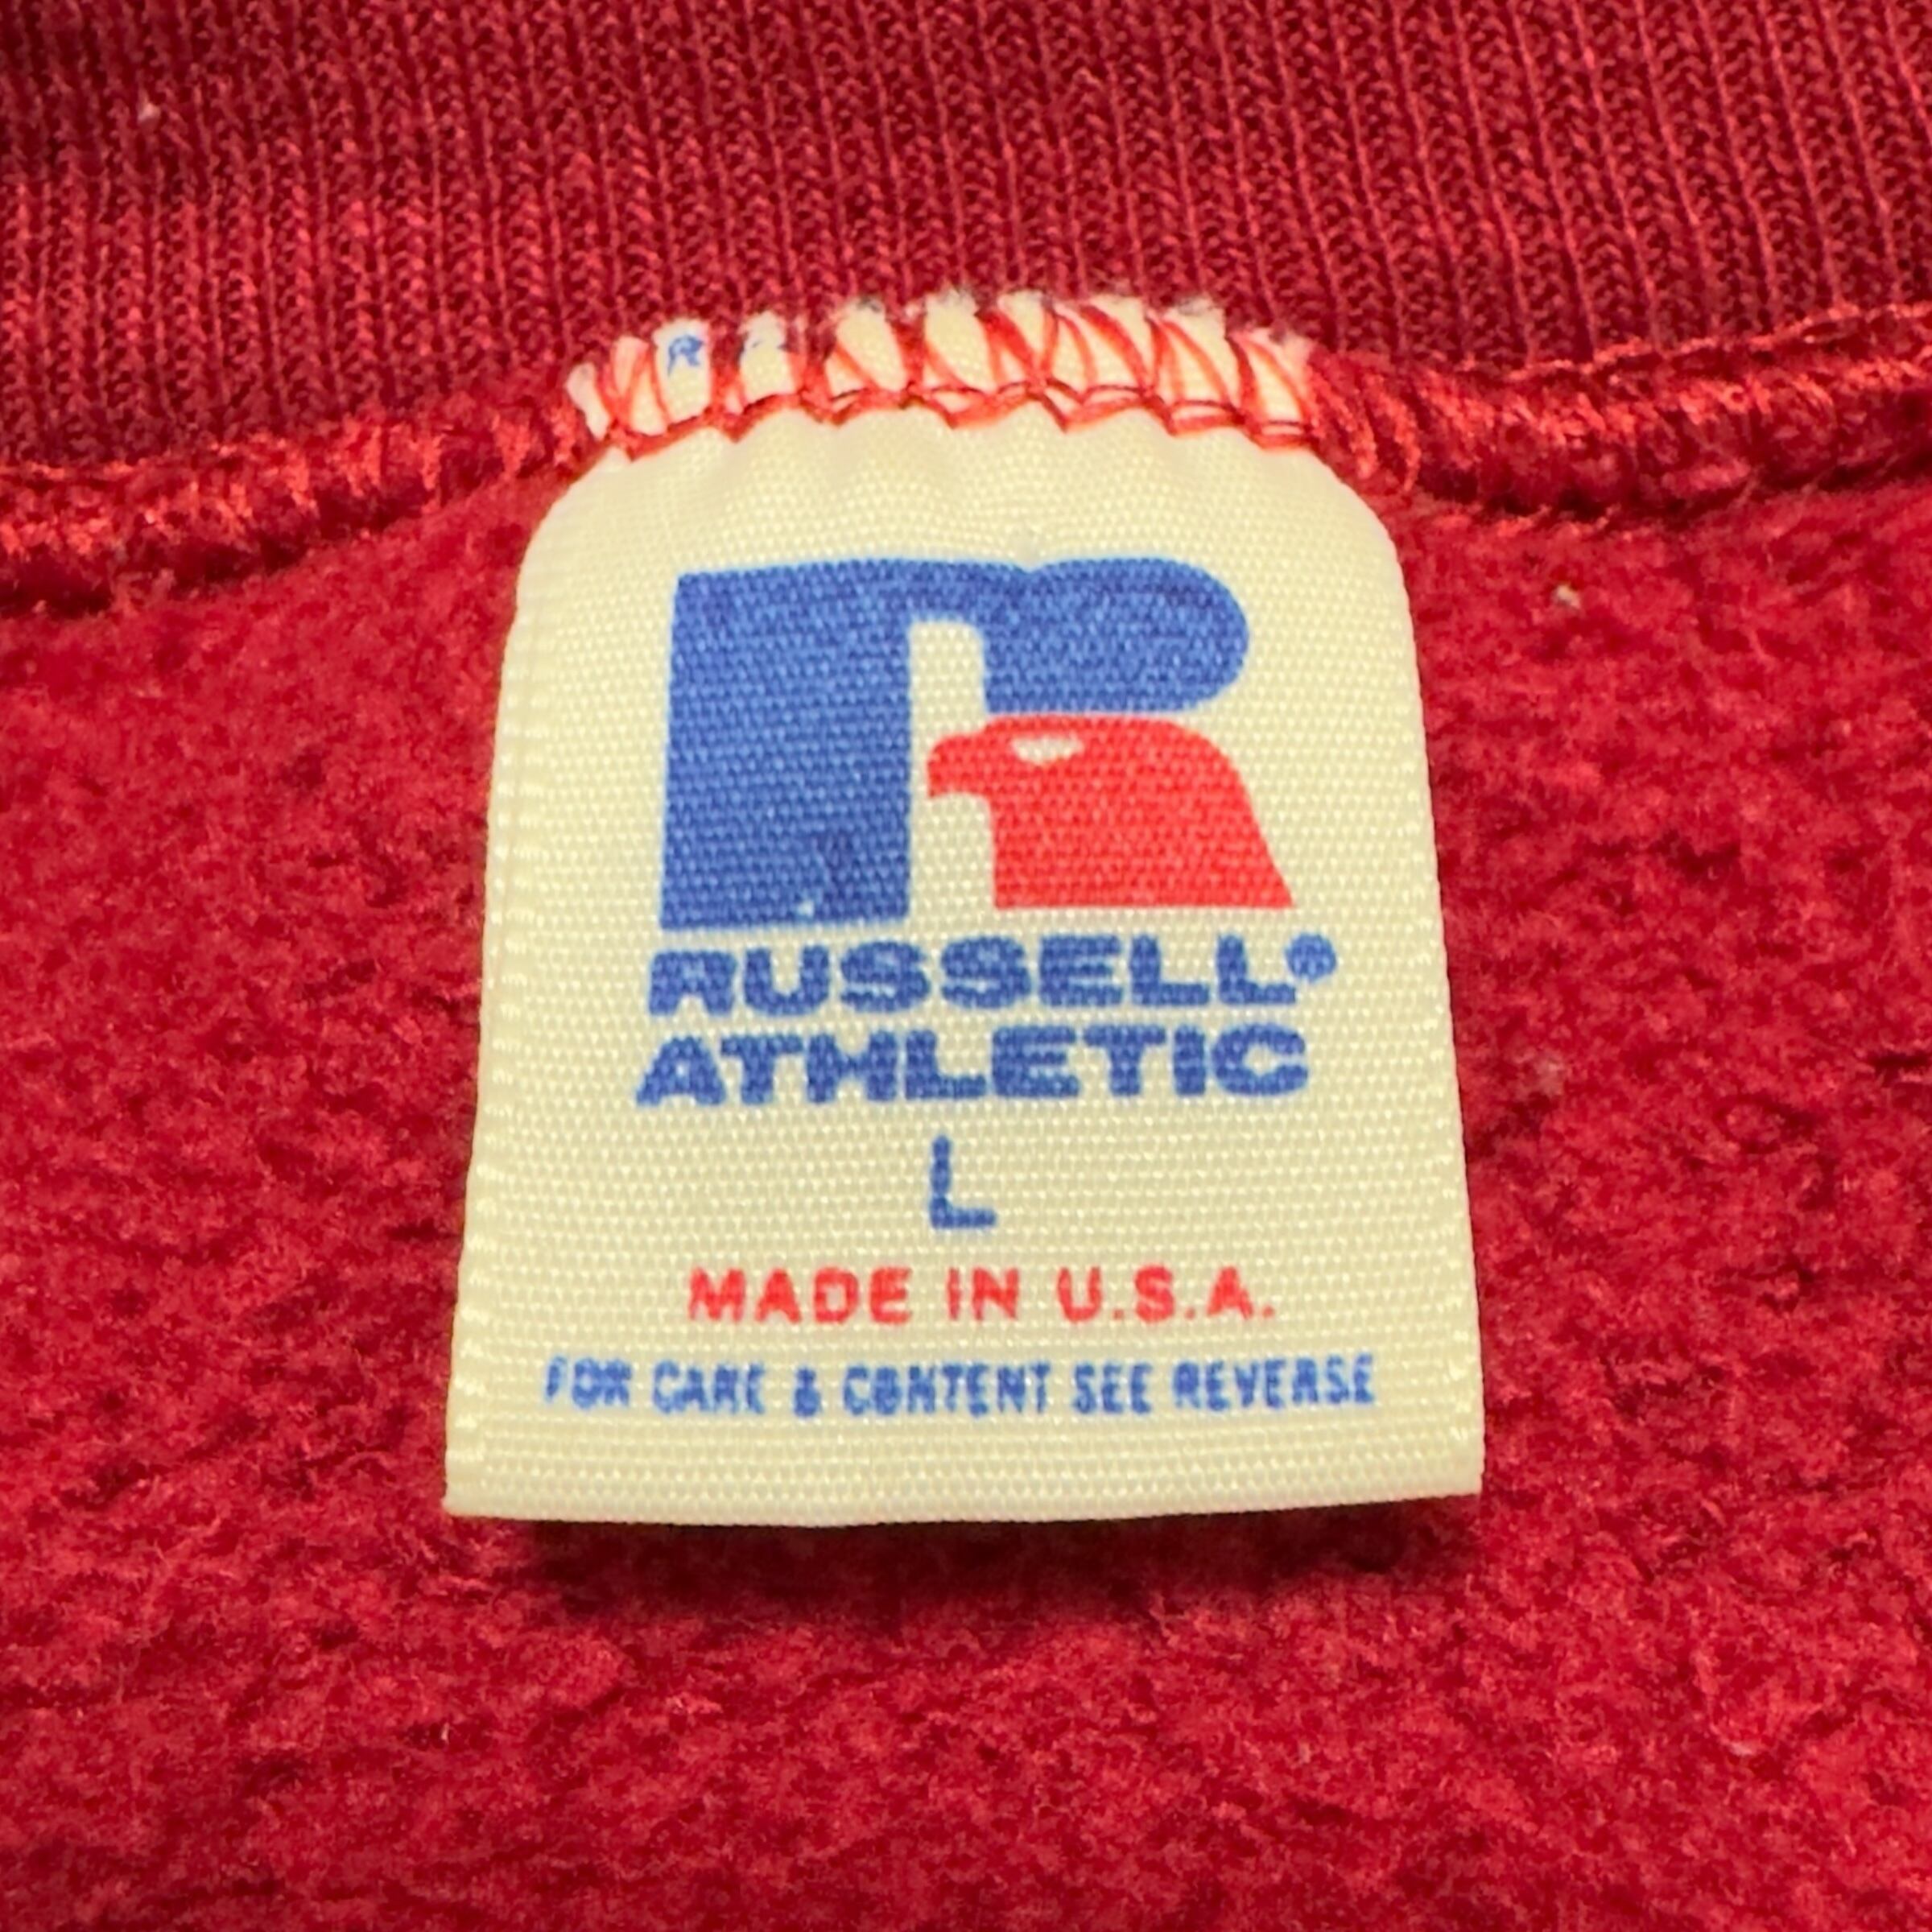 RUSSELL®
ATHLETIC
L
MADE IN U.S.A.
FOR CARE & CONTENT SEE REVERSE